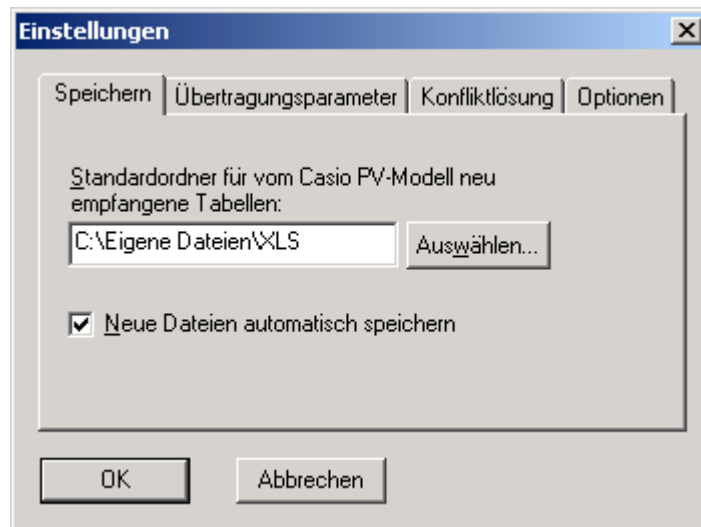 Einstellungen
Speichern Übertragungsparameter Konfliktlösung Optionen
Standardordner für vom Casio PV-Modell neu
empfangene Tabellen:
C:\Eigene Dateien\XLS Auswählen...
Neue Dateien automatisch speichern
OK Abbrechen